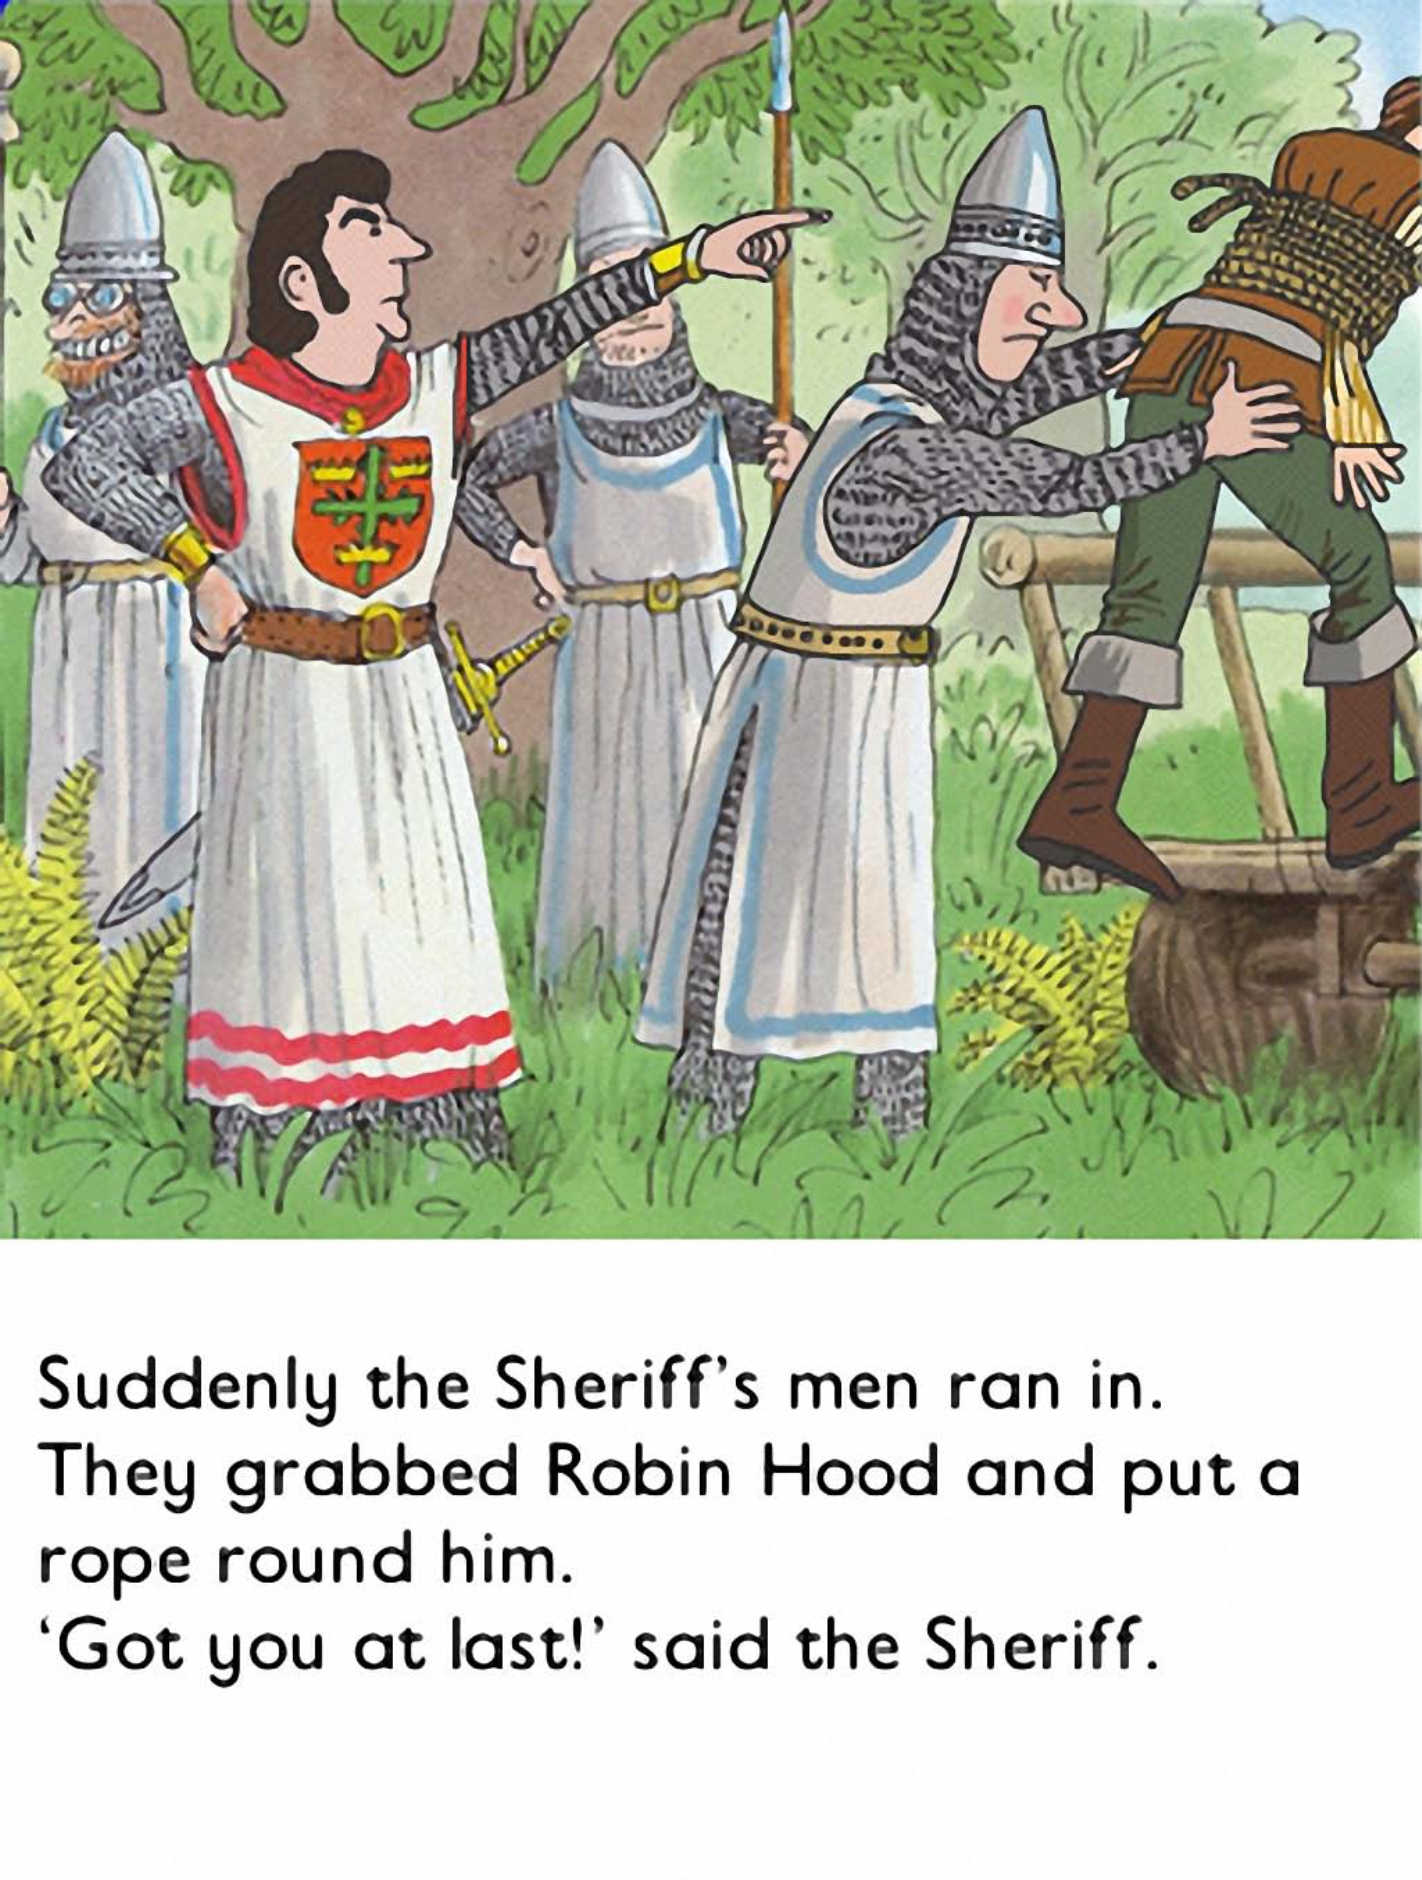 Suddenly the Sheriff's men ran in.
They grabbed Robin Hood and put a
rope round him.
‘Got you at last!’ said the Sheriff.